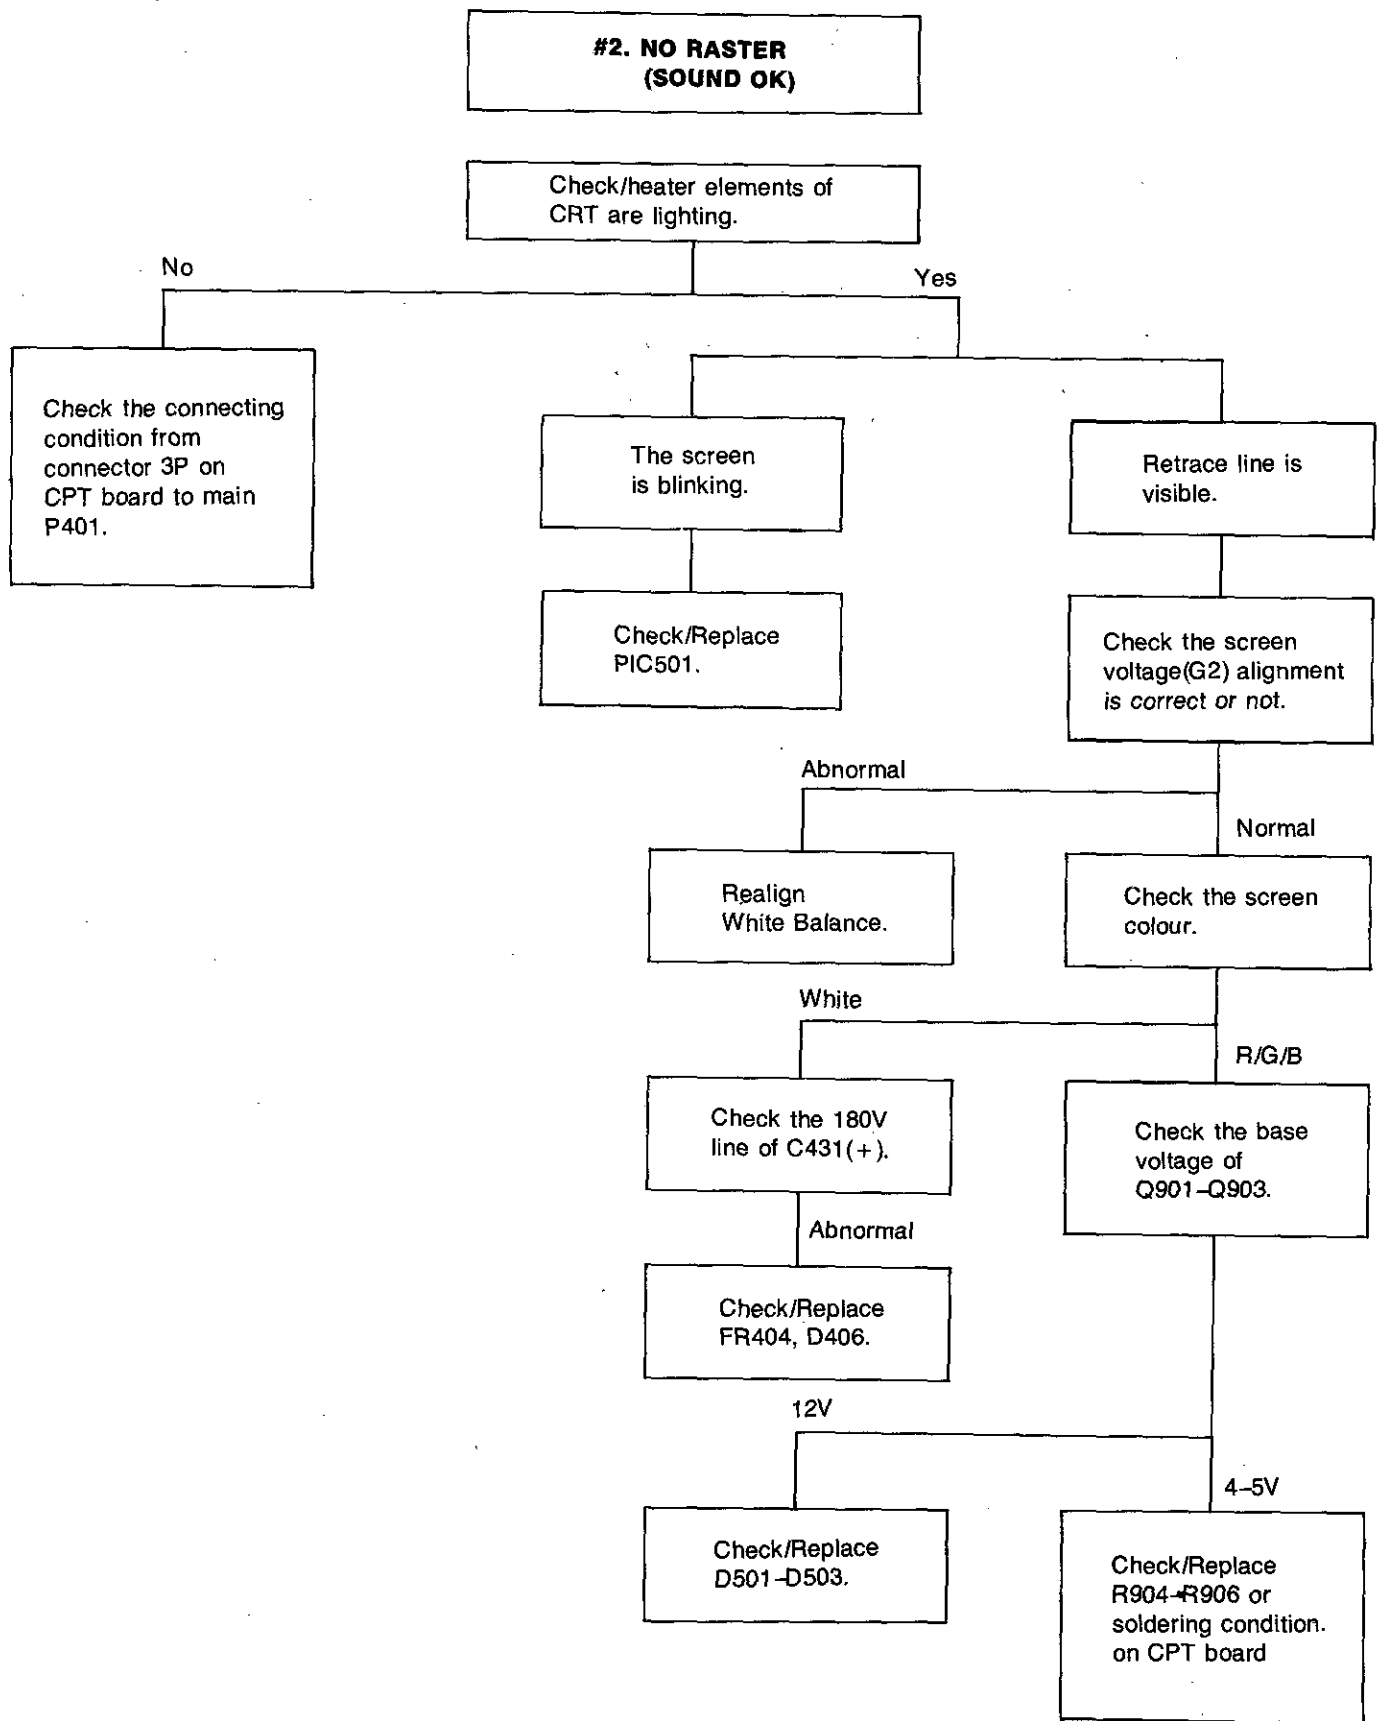 #2. NO RASTER
(SOUND OK)
Check/heater elements of
CRT are lighting.
No
Yes
Check the connecting
condition from
connector 3P on
CPT board to main
P401.
The screen
is blinking.
Retrace line is
visible.
Check/Replace
PIC501.
Check the screen
voltage(G2) alignment
is correct or not.
Abnormal
Normal
Realign
White Balance.
Check the screen
colour.
White
R/G/B
Check the 180V
line of C431(+).
Check the base
voltage of
Q901–Q903.
Abnormal
Check/Replace
FR404, D406.
12V
4–5V
Check/Replace
D501–D503.
Check/Replace
R904–R906 or
soldering condition.
on CPT board